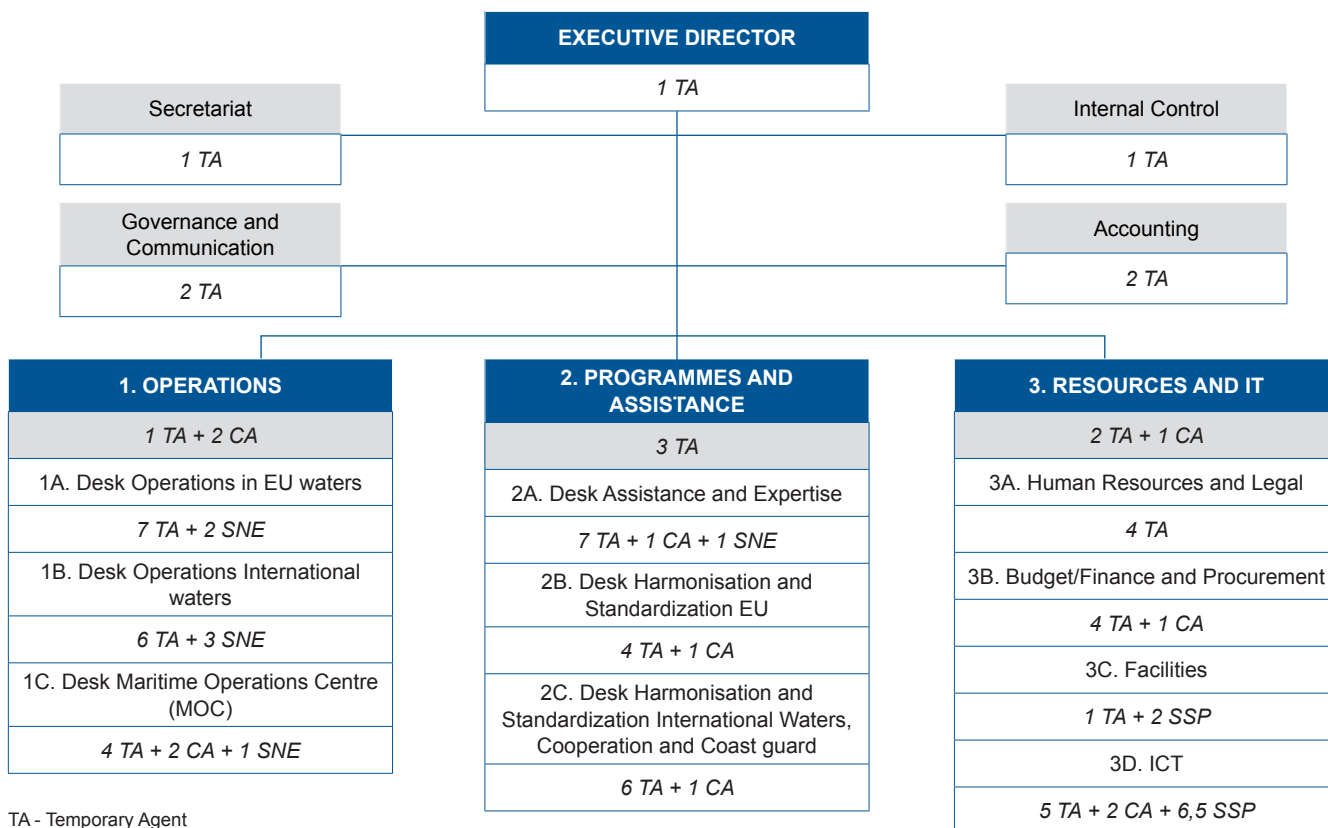 EXECUTIVE DIRECTOR
1 TA
Secretariat
1 TA
Internal Control
1 TA
Governance and
Communication
2 TA
Accounting
2 TA
1. OPERATIONS
1 TA + 2 CA
1A. Desk Operations in EU waters
7 TA + 2 SNE
1B. Desk Operations International
waters
6 TA + 3 SNE
1C. Desk Maritime Operations Centre
(MOC)
4 TA + 2 CA + 1 SNE
2. PROGRAMMES AND
ASSISTANCE
3 TA
2A. Desk Assistance and Expertise
7 TA + 1 CA + 1 SNE
2B. Desk Harmonisation and
Standardization EU
4 TA + 1 CA
2C. Desk Harmonisation and
Standardization International Waters,
Cooperation and Coast guard
6 TA + 1 CA
3. RESOURCES AND IT
2 TA + 1 CA
3A. Human Resources and Legal
4 TA
3B. Budget/Finance and Procurement
4 TA + 1 CA
3C. Facilities
1 TA + 2 SSP
3D. ICT
5 TA + 2 CA + 6,5 SSP
TA - Temporary Agent